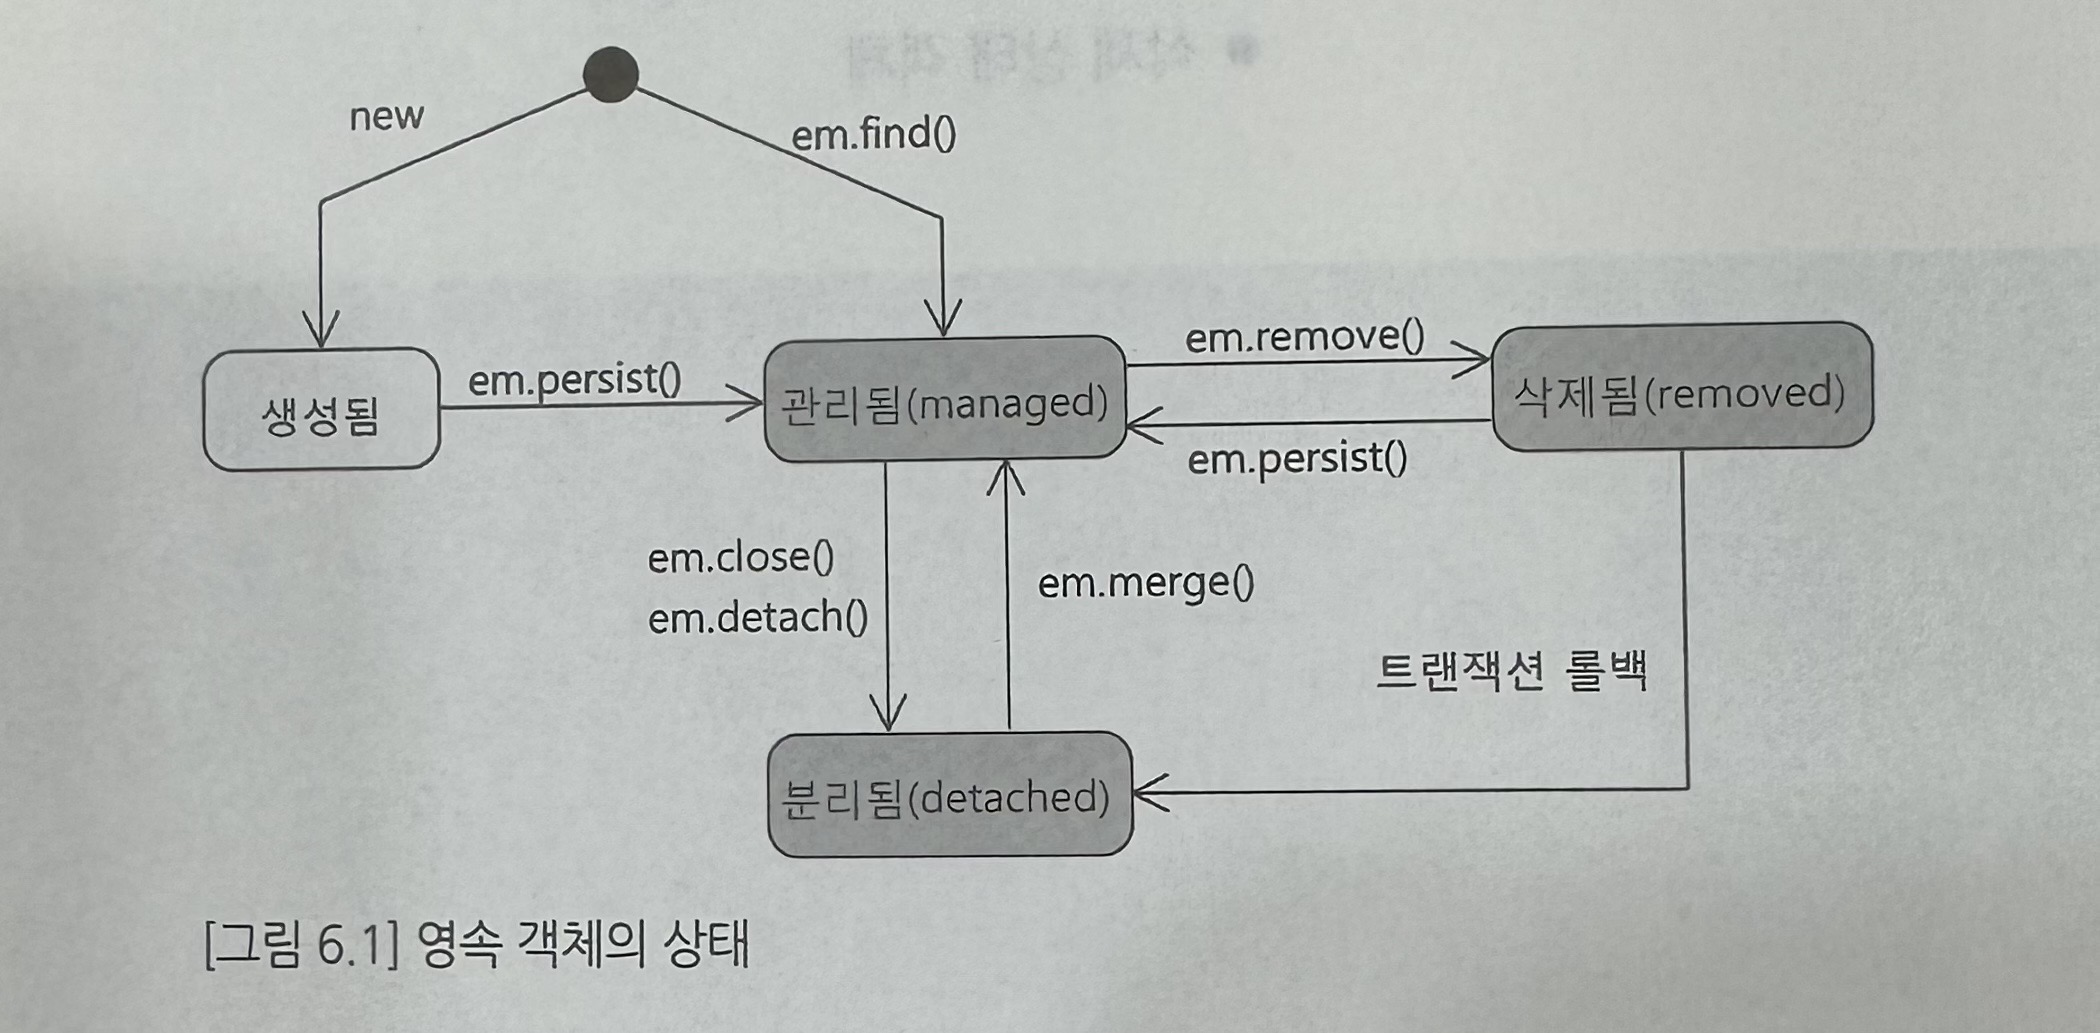 new
em.find()
생성됨
em.persist()
관리됨(managed)
em.remove()
em.persist()
삭제됨(removed)
em.close()
em.detach()
em.merge()
트랜잭션 롤백
분리됨(detached)
[그림 6.1] 영속 객체의 상태